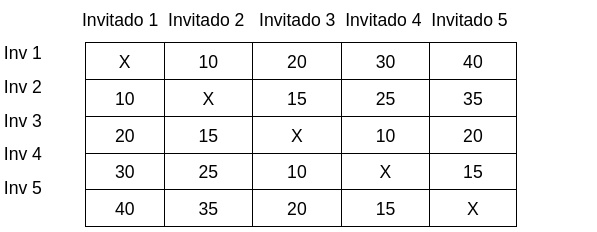 Invitado 1 Invitado 2 Invitado 3 Invitado 4 Invitado 5
Inv 1 X 10 20 30 40
Inv 2 10 X 15 25 35
Inv 3 20 15 X 10 20
Inv 4 30 25 10 X 15
Inv 5 40 35 20 15 X